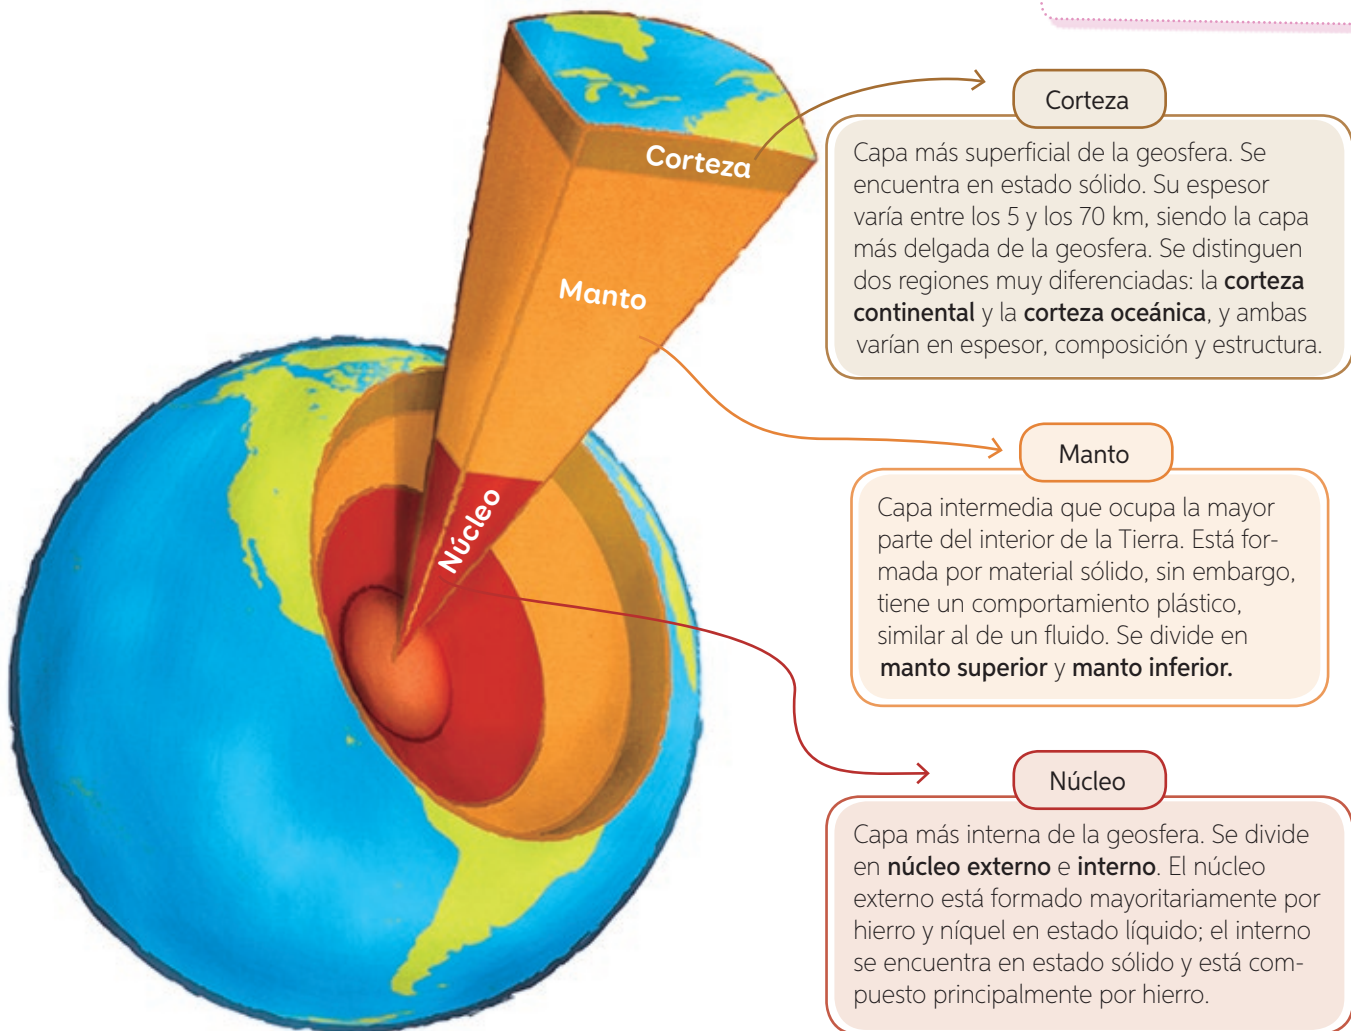 Corteza
Manto
Núcleo
Corteza
Capa más superficial de la geosfera. Se
encuentra en estado sólido. Su espesor
varía entre los 5 y los 70 km, siendo la capa
más delgada de la geosfera. Se distinguen
dos regiones muy diferenciadas: la corteza
continental y la corteza oceánica, y ambas
varían en espesor, composición y estructura.
Manto
Capa intermedia que ocupa la mayor
parte del interior de la Tierra. Está for-
mada por material sólido, sin embargo,
tiene un comportamiento plástico,
similar al de un fluido. Se divide en
manto superior y manto inferior.
Núcleo
Capa más interna de la geosfera. Se divide
en núcleo externo e interno. El núcleo
externo está formado mayoritariamente por
hierro y níquel en estado líquido; el interno
se encuentra en estado sólido y está com-
puesto principalmente por hierro.